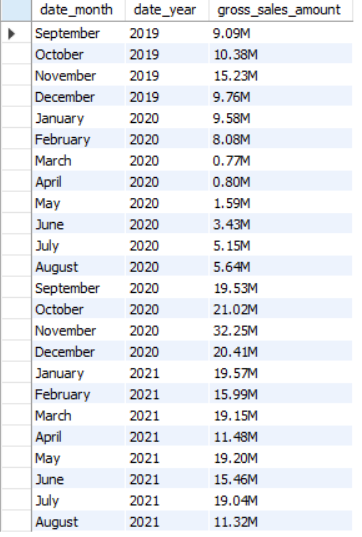 date_month date_year gross_sales_amount
September 2019 9.09M
October 2019 10.38M
November 2019 15.23M
December 2019 9.76M
January 2020 9.58M
February 2020 8.08M
March 2020 0.77M
April 2020 0.80M
May 2020 1.59M
June 2020 3.43M
July 2020 5.15M
August 2020 5.64M
September 2020 19.53M
October 2020 21.02M
November 2020 32.25M
December 2020 20.41M
January 2021 19.57M
February 2021 15.99M
March 2021 19.15M
April 2021 11.48M
May 2021 19.20M
June 2021 15.46M
July 2021 19.04M
August 2021 11.32M